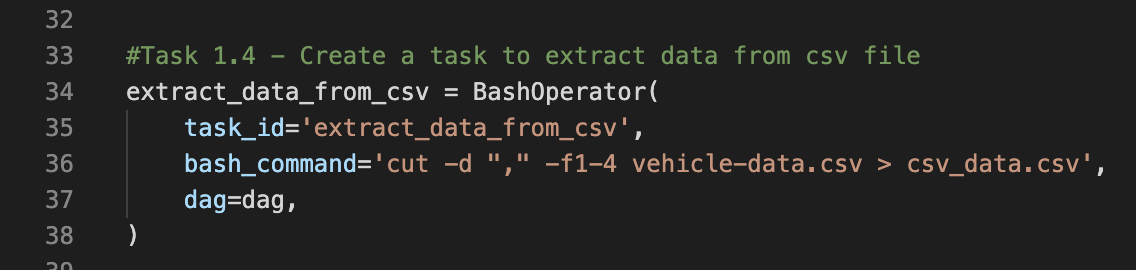 32
33 #Task 1.4 - Create a task to extract data from csv file
34 extract_data_from_csv = BashOperator(
35     task_id='extract_data_from_csv',
36     bash_command='cut -d "," -f1-4 vehicle-data.csv > csv_data.csv',
37     dag=dag,
38 )
39